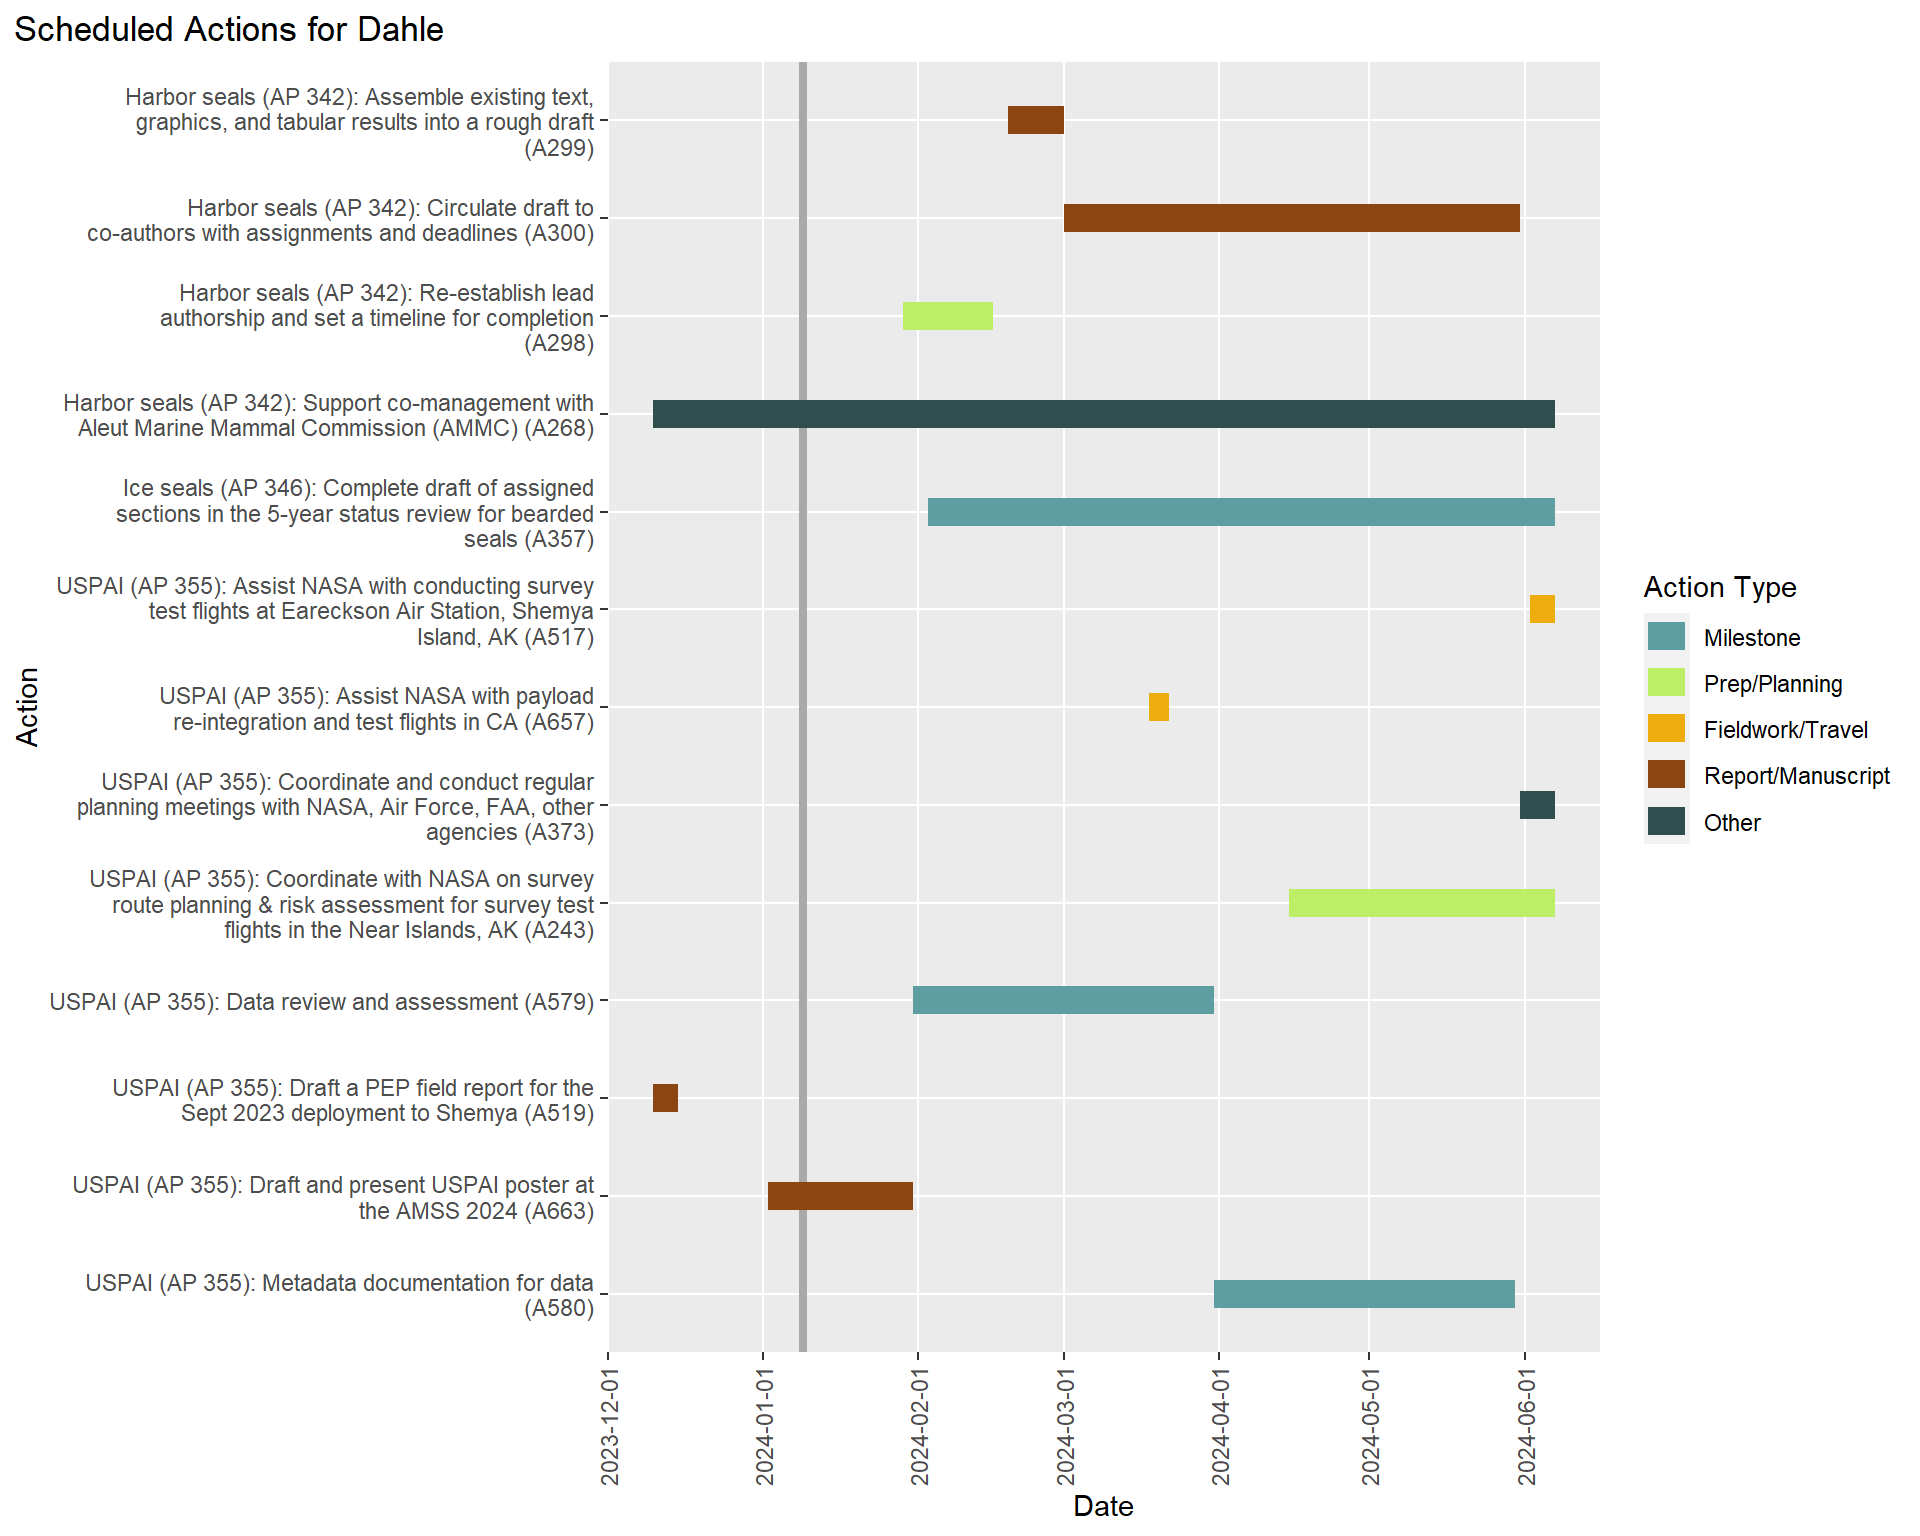 Scheduled Actions for Dahle
Harbor seals (AP 342): Assemble existing text,
graphics, and tabular results into a rough draft
(A299)
Harbor seals (AP 342): Circulate draft to
co-authors with assignments and deadlines (A300)
Harbor seals (AP 342): Re-establish lead
authorship and set a timeline for completion
(A298)
Harbor seals (AP 342): Support co-management with
Aleut Marine Mammal Commission (AMMC) (A268)
Ice seals (AP 346): Complete draft of assigned
sections in the 5-year status review for bearded
seals (A357)
USPAI (AP 355): Assist NASA with conducting survey
test flights at Eareckson Air Station, Shemya
Island, AK (A517)
USPAI (AP 355): Assist NASA with payload
re-integration and test flights in CA (A657)
USPAI (AP 355): Coordinate and conduct regular
planning meetings with NASA, Air Force, FAA, other
agencies (A373)
USPAI (AP 355): Coordinate with NASA on survey
route planning & risk assessment for survey test
flights in the Near Islands, AK (A243)
USPAI (AP 355): Data review and assessment (A579)
USPAI (AP 355): Draft a PEP field report for the
Sept 2023 deployment to Shemya (A519)
USPAI (AP 355): Draft and present USPAI poster at
the AMSS 2024 (A663)
USPAI (AP 355): Metadata documentation for data
(A580)
Action
2023-12-01
2024-01-01
2024-02-01
2024-03-01
2024-04-01
2024-05-01
2024-06-01
Date
Action Type
Milestone
Prep/Planning
Fieldwork/Travel
Report/Manuscript
Other